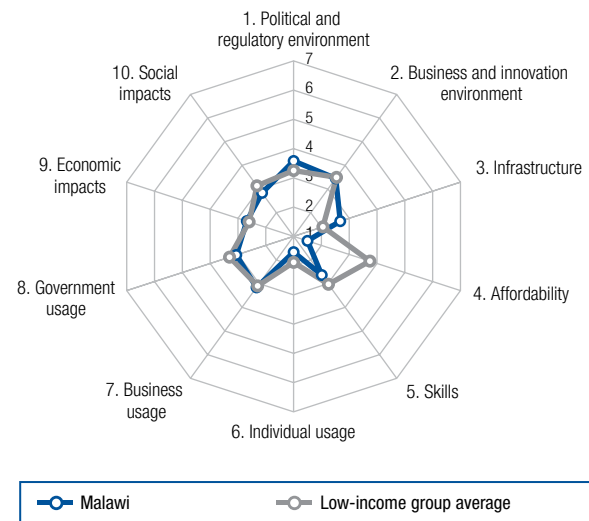 1. Political and
regulatory environment
7
6
5
4
3
2
1
2. Business and innovation
environment
3. Infrastructure
4. Affordability
5. Skills
6. Individual usage
7. Business
usage
8. Government
usage
9. Economic
impacts
10. Social
impacts
Malawi
Low-income group average